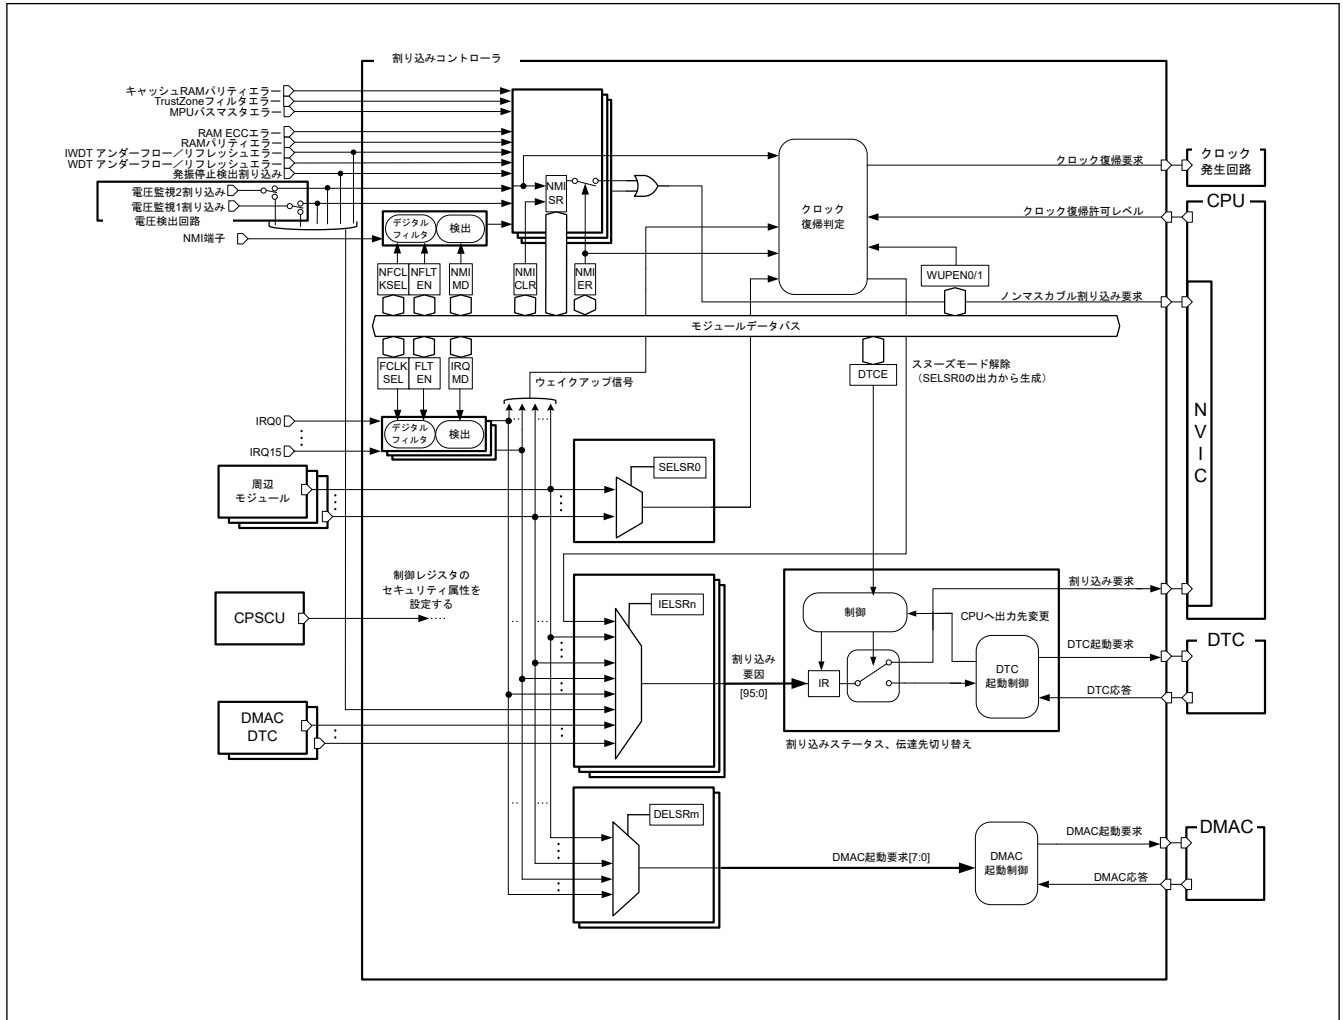 割り込みコントローラ
キャッシュRAMパリティエラー
TrustZoneフィルタエラー
MPUバスマスタエラー
RAM ECCエラー
RAMパリティエラー
IWDT アンダーフロー／リフレッシュエラー
WDT アンダーフロー／リフレッシュエラー
発振停止検出割り込み
電圧監視2割り込み
電圧監視1割り込み
電圧検出回路
NMI端子
デジタル
フィルタ
検出
NMI
SR
NFCL
KSEL
NFLT
EN
NMI
MD
NMI
CLR
NMI
ER
クロック
復帰判定
WUPEN0/1
クロック復帰要求
クロック復帰許可レベル
ノンマスカブル割り込み要求
クロック
発生回路
CPU
NVIC
モジュールデータバス
FCLK
SEL
FLT
EN
IRQ
MD
ウェイクアップ信号
DTCE
スヌーズモード解除
（SELSR0の出力から生成）
IRQ0
IRQ15
デジタル
フィルタ
検出
周辺
モジュール
SELSR0
CPSCU
制御レジスタの
セキュリティ属性を
設定する
IELSRn
割り込み
要因
[95:0]
制御
CPUへ出力先変更
IR
DTC
起動制御
割り込み要求
DTC起動要求
DTC応答
DTC
割り込みステータス、伝達先切り替え
DMAC
DTC
DELSRm
DMAC起動要求[7:0]
DMAC
起動制御
DMAC起動要求
DMAC応答
DMAC